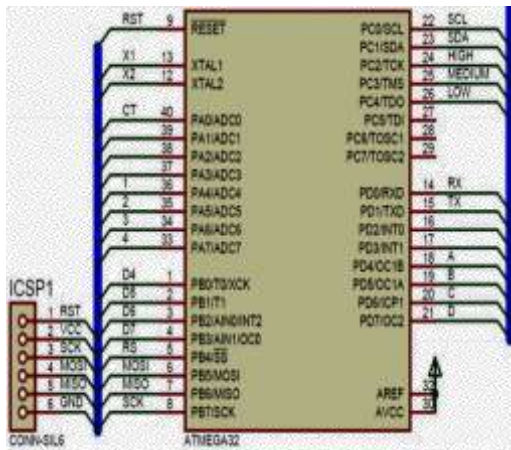 RST 9 RESET PC0/SCL 22 SCL
PC1/SDA 23 SDA
X1 13 XTAL1 PC2/TCK 24 HIGH
X2 12 XTAL2 PC3/TMS 25 MEDIUM
PC4/TDO 26 LOW
CT 40 PA0/ADC0 PC5/TDI 27
39 PA1/ADC1 PC6/TOSC1 28
38 PA2/ADC2 PC7/TOSC2 29
37 PA3/ADC3
1 36 PA4/ADC4 PD0/RXD 14 RX
2 35 PA5/ADC5 PD1/TXD 15 TX
3 34 PA6/ADC6 PD2/INT0 16
4 33 PA7/ADC7 PD3/INT1 17
PD4/OC1B 18 A
D4 1 PB0/T0/XCK PD5/OC1A 19 B
D5 2 PB1/T1 PD6/ICP1 20 C
D6 3 PB2/AIN0/INT2 PD7/OC2 21 D
D7 4 PB3/AIN1/OC0
RS 5 PB4/SS
MOSI 6 PB5/MOSI
MISO 7 PB6/MISO AREF 32
SCK 8 PB7/SCK AVCC 30
ATMEGA32
ICSP1
1 RST
2 VCC
3 SCK
4 MOSI
5 MISO
6 GND
CONN-SIL6